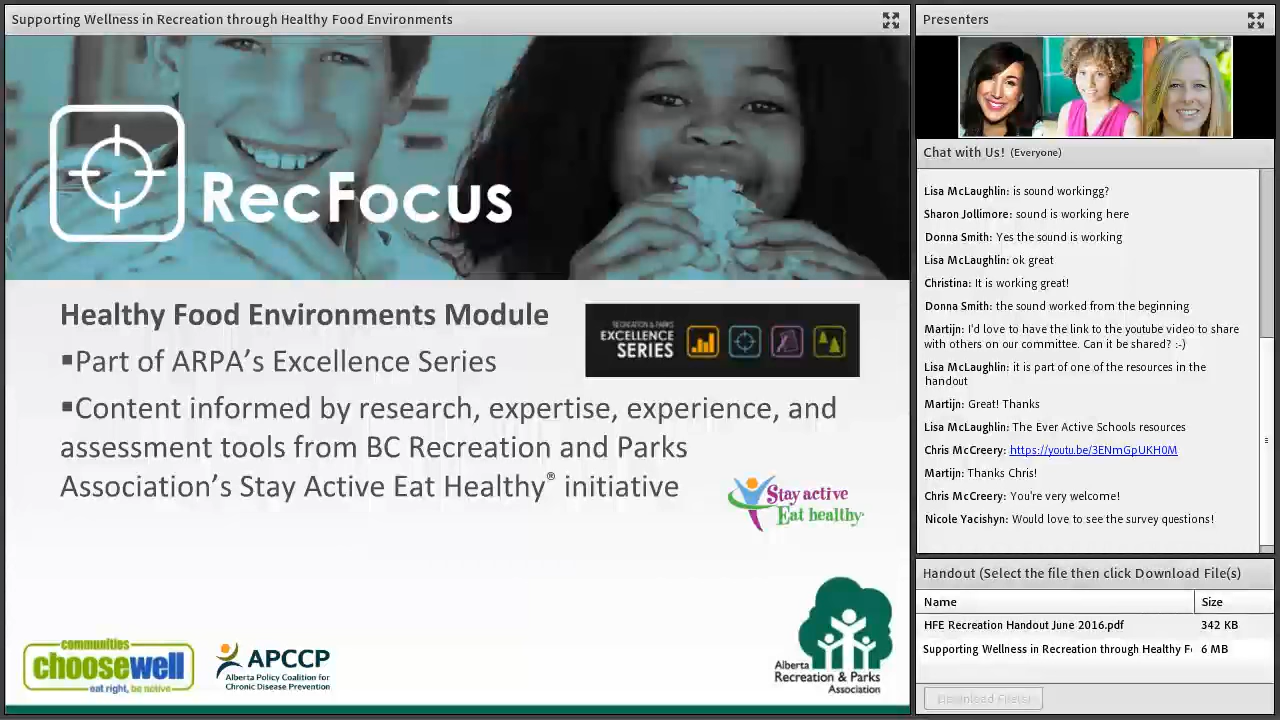 Supporting Wellness in Recreation through Healthy Food Environments
RecFocus
Healthy Food Environments Module
▪Part of ARPA's Excellence Series
RECREATION & PARKS
EXCELLENCE
SERIES
▪Content informed by research, expertise, experience, and
assessment tools from BC Recreation and Parks
Association's Stay Active Eat Healthy® initiative
Stay active
Eat healthy
communities
choosewell
eat right, be active
APCCP
Alberta Policy Coalition for
Chronic Disease Prevention
Alberta
Recreation & Parks
Association
Presenters
Chat with Us! (Everyone)
Lisa McLaughlin: is sound workingg?
Sharon Jollimore: sound is working here
Donna Smith: Yes the sound is working
Lisa McLaughlin: ok great
Christina: It is working great!
Donna Smith: the sound worked from the beginning
Martijn: I'd love to have the link of the youtube video to share
with others on our committee. Can it be shared? :-)
Lisa McLaughlin: it is part of one of the resources in the
handout
Martijn: Great! Thanks
Lisa McLaughlin: The Ever Active Schools resources
Chris McCreery: https://youtu.be/3ENmGpUKH0M
Martijn: Thanks Chris!
Chris McCreery: You're very welcome!
Nicole Yacishyn: Would love to see the survey questions!
Handout (Select the file then click Download File(s)
Name Size
HFE Recreation Handout June 2016.pdf 342 KB
Supporting Wellness in Recreation through Healthy F 6 MB
Download File(s)